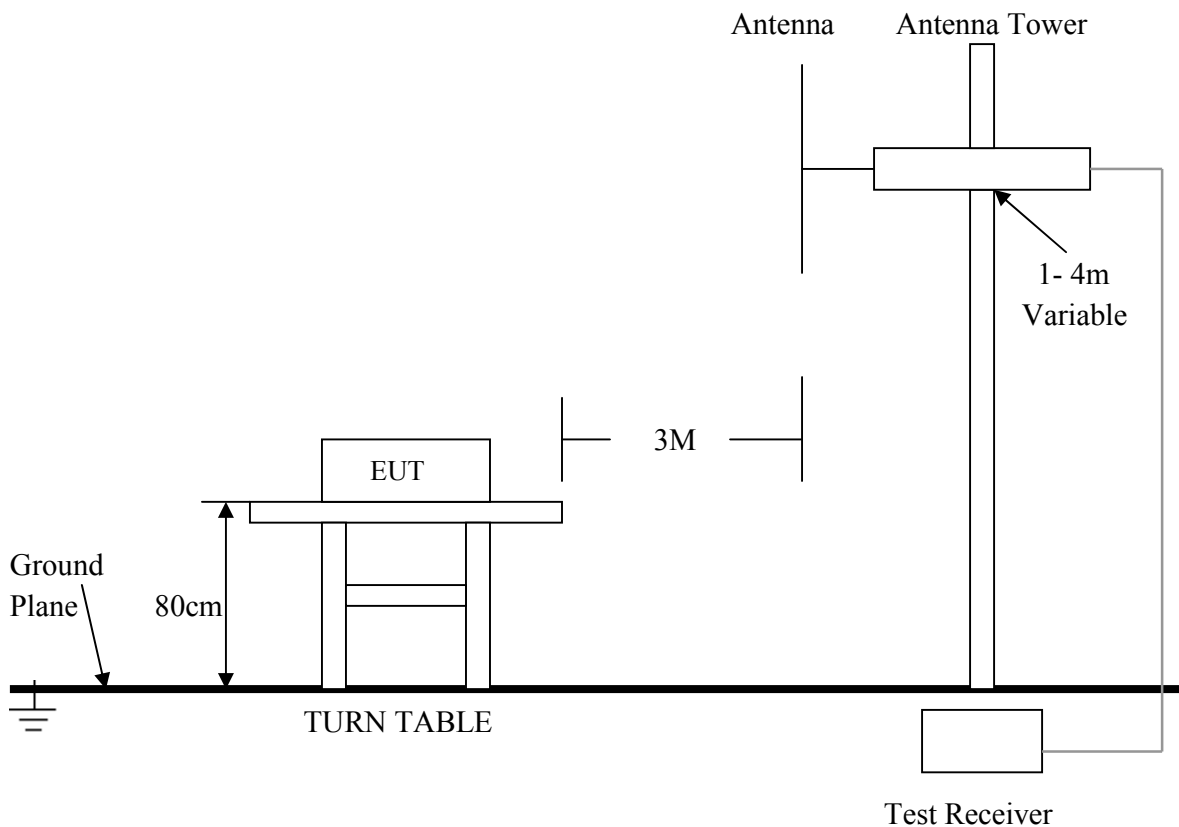 Antenna
Antenna Tower
1- 4m
Variable
3M
EUT
Ground
Plane
80cm
TURN TABLE
Test Receiver